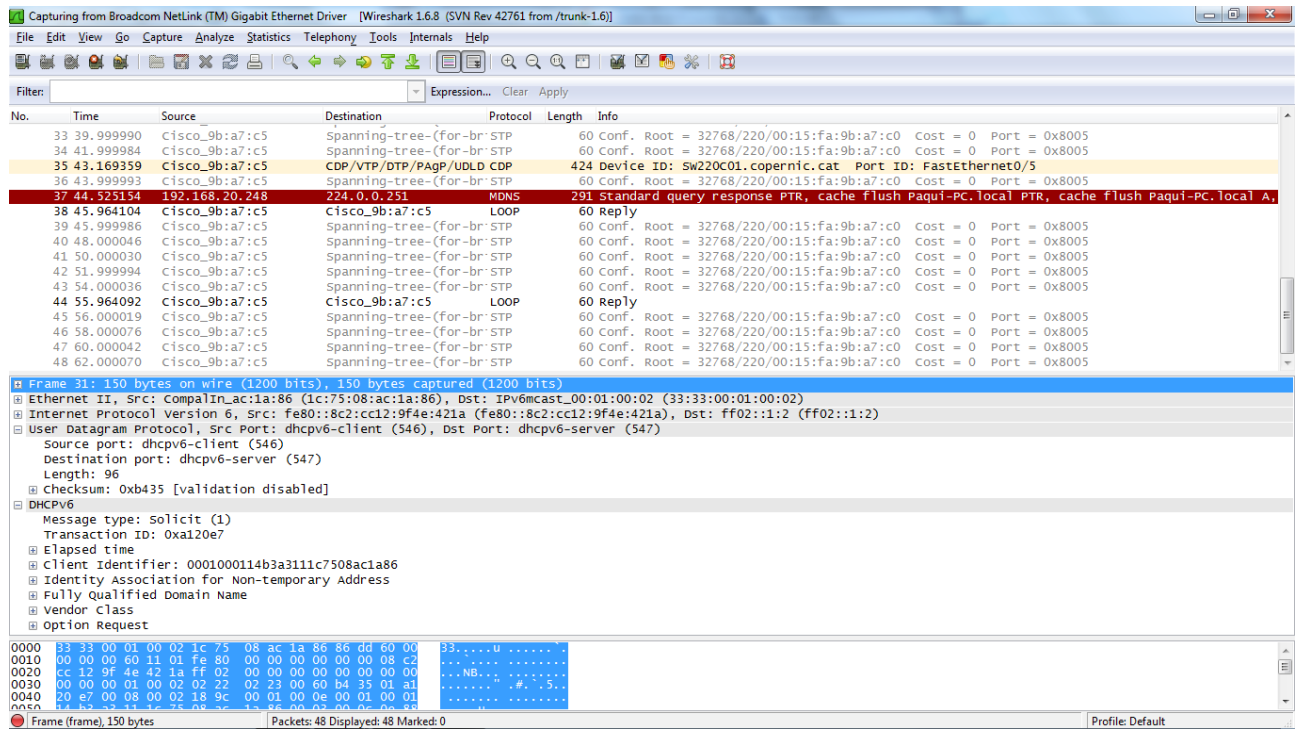 Capturing from Broadcom NetLink (TM) Gigabit Ethernet Driver [Wireshark 1.6.8 (SVN Rev 42761 from /trunk-1.6)]
File Edit View Go Capture Analyze Statistics Telephony Tools Internals Help
Filter: Expression... Clear Apply
No. Time Source Destination Protocol Length Info
33 39.999990 Cisco_9b:a7:c5 Spanning-tree-(for-br STP 60 Conf. Root = 32768/220/00:15:fa:9b:a7:c0 Cost = 0 Port = 0x8005
34 41.999984 Cisco_9b:a7:c5 Spanning-tree-(for-br STP 60 Conf. Root = 32768/220/00:15:fa:9b:a7:c0 Cost = 0 Port = 0x8005
35 43.169359 Cisco_9b:a7:c5 CDP/VTP/DTP/PAgP/UDLD CDP 424 Device ID: SW220C01.copernic.cat Port ID: FastEthernet0/5
36 43.999993 Cisco_9b:a7:c5 Spanning-tree-(for-br STP 60 Conf. Root = 32768/220/00:15:fa:9b:a7:c0 Cost = 0 Port = 0x8005
37 44.525154 192.168.20.248 224.0.0.251 MDNS 291 Standard query response PTR, cache flush Paqui-PC.local PTR, cache flush Paqui-PC.local A,
38 45.964104 Cisco_9b:a7:c5 Cisco_9b:a7:c5 LOOP 60 Reply
39 45.999986 Cisco_9b:a7:c5 Spanning-tree-(for-br STP 60 Conf. Root = 32768/220/00:15:fa:9b:a7:c0 Cost = 0 Port = 0x8005
40 48.000046 Cisco_9b:a7:c5 Spanning-tree-(for-br STP 60 Conf. Root = 32768/220/00:15:fa:9b:a7:c0 Cost = 0 Port = 0x8005
41 50.000030 Cisco_9b:a7:c5 Spanning-tree-(for-br STP 60 Conf. Root = 32768/220/00:15:fa:9b:a7:c0 Cost = 0 Port = 0x8005
42 51.999994 Cisco_9b:a7:c5 Spanning-tree-(for-br STP 60 Conf. Root = 32768/220/00:15:fa:9b:a7:c0 Cost = 0 Port = 0x8005
43 54.000036 Cisco_9b:a7:c5 Spanning-tree-(for-br STP 60 Conf. Root = 32768/220/00:15:fa:9b:a7:c0 Cost = 0 Port = 0x8005
44 55.964092 Cisco_9b:a7:c5 Cisco_9b:a7:c5 LOOP 60 Reply
45 56.000019 Cisco_9b:a7:c5 Spanning-tree-(for-br STP 60 Conf. Root = 32768/220/00:15:fa:9b:a7:c0 Cost = 0 Port = 0x8005
46 58.000076 Cisco_9b:a7:c5 Spanning-tree-(for-br STP 60 Conf. Root = 32768/220/00:15:fa:9b:a7:c0 Cost = 0 Port = 0x8005
47 60.000042 Cisco_9b:a7:c5 Spanning-tree-(for-br STP 60 Conf. Root = 32768/220/00:15:fa:9b:a7:c0 Cost = 0 Port = 0x8005
48 62.000070 Cisco_9b:a7:c5 Spanning-tree-(for-br STP 60 Conf. Root = 32768/220/00:15:fa:9b:a7:c0 Cost = 0 Port = 0x8005
Frame 31: 150 bytes on wire (1200 bits), 150 bytes captured (1200 bits)
Ethernet II, Src: CompalIn_ac:1a:86 (1c:75:08:ac:1a:86), Dst: IPv6mcast_00:01:00:02 (33:33:00:01:00:02)
Internet Protocol Version 6, Src: fe80::8c2:cc12:9f4e:421a (fe80::8c2:cc12:9f4e:421a), Dst: ff02::1:2 (ff02::1:2)
User Datagram Protocol, Src Port: dhcpv6-client (546), Dst Port: dhcpv6-server (547)
Source port: dhcpv6-client (546)
Destination port: dhcpv6-server (547)
Length: 96
Checksum: 0xb435 [validation disabled]
DHCPv6
Message type: Solicit (1)
Transaction ID: 0xa120e7
Elapsed time
Client Identifier: 0001000114b3a3111c7508ac1a86
Identity Association for Non-temporary Address
Fully Qualified Domain Name
Vendor Class
Option Request
0000 33 33 00 01 00 02 1c 75 08 ac 1a 86 86 dd 60 00 33.....u ......`.
0010 00 00 00 60 11 01 fe 80 00 00 00 00 00 00 08 c2 ...`.... ........
0020 cc 12 9f 4e 42 1a ff 02 00 00 00 00 00 00 00 00 ...NB... ........
0030 00 00 00 01 00 02 02 22 02 23 00 60 b4 35 01 a1 ......." .#.`.5..
0040 20 e7 00 08 00 02 18 9c 00 01 00 0e 00 01 00 01 ....... ........
0050 14 b3 a3 11 1c 75 08 ac 1a 86 00 03 00 0c 0e 88
Frame (frame), 150 bytes Packets: 48 Displayed: 48 Marked: 0 Profile: Default